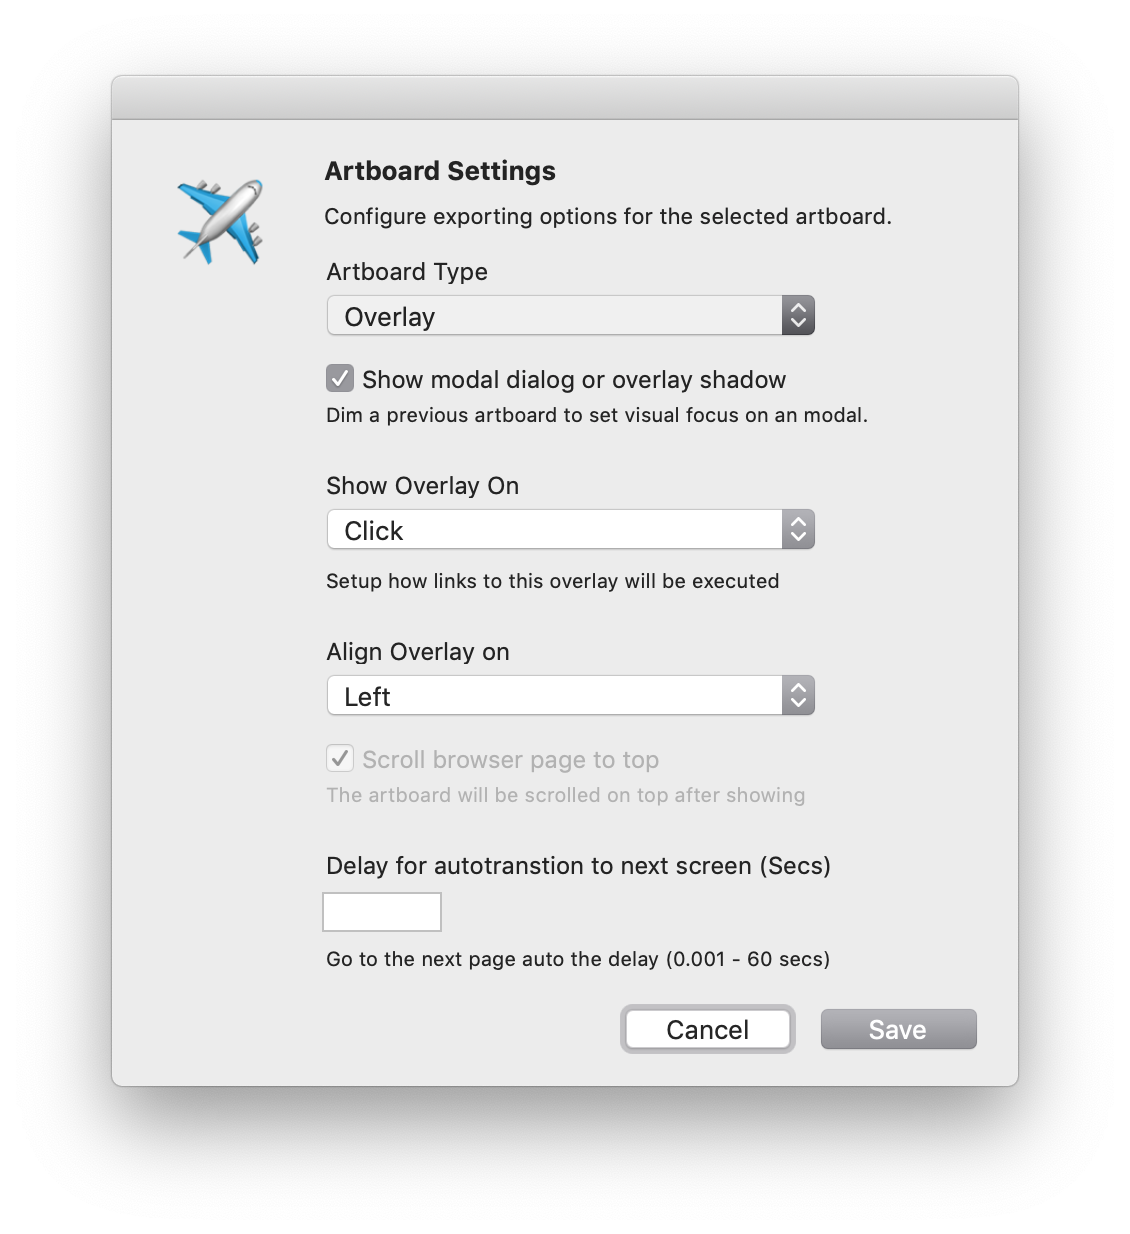 Artboard Settings
Configure exporting options for the selected artboard.
Artboard Type
Overlay
Show modal dialog or overlay shadow
Dim a previous artboard to set visual focus on an modal.
Show Overlay On
Click
Setup how links to this overlay will be executed
Align Overlay on
Left
Scroll browser page to top
The artboard will be scrolled on top after showing
Delay for autotranstion to next screen (Secs)
Go to the next page auto the delay (0.001 - 60 secs)
Cancel Save